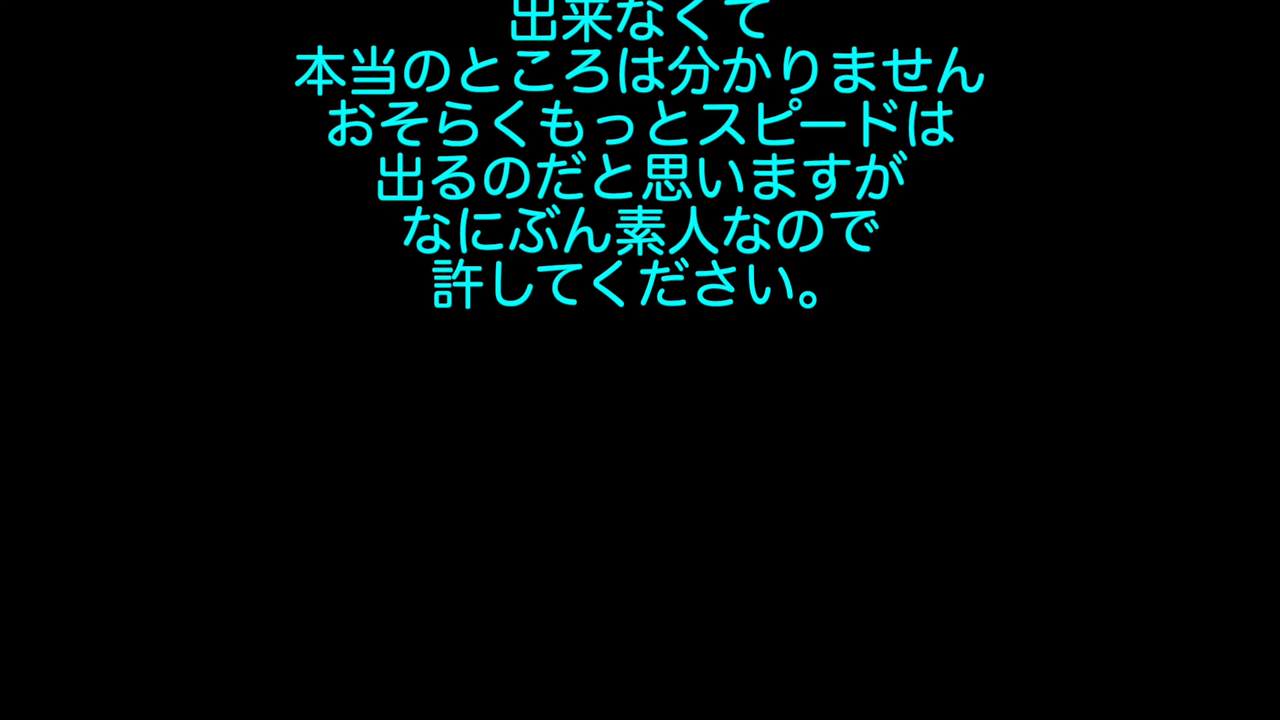 出来なくて
本当のところは分かりません
おそらくもっとスピードは
出るのだと思いますが
なにぶん素人なので
許してください。